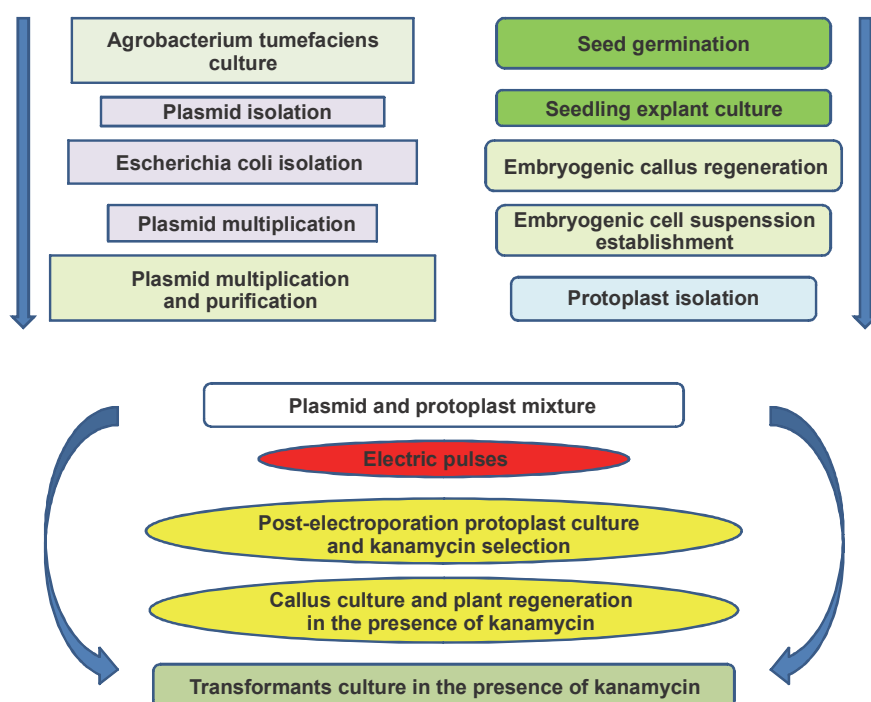 Agrobacterium tumefaciens
culture
Plasmid isolation
Escherichia coli isolation
Plasmid multiplication
Plasmid multiplication
and purification
Seed germination
Seedling explant culture
Embryogenic callus regeneration
Embryogenic cell suspenssion
establishment
Protoplast isolation
Plasmid and protoplast mixture
Electric pulses
Post-electroporation protoplast culture
and kanamycin selection
Callus culture and plant regeneration
in the presence of kanamycin
Transformants culture in the presence of kanamycin